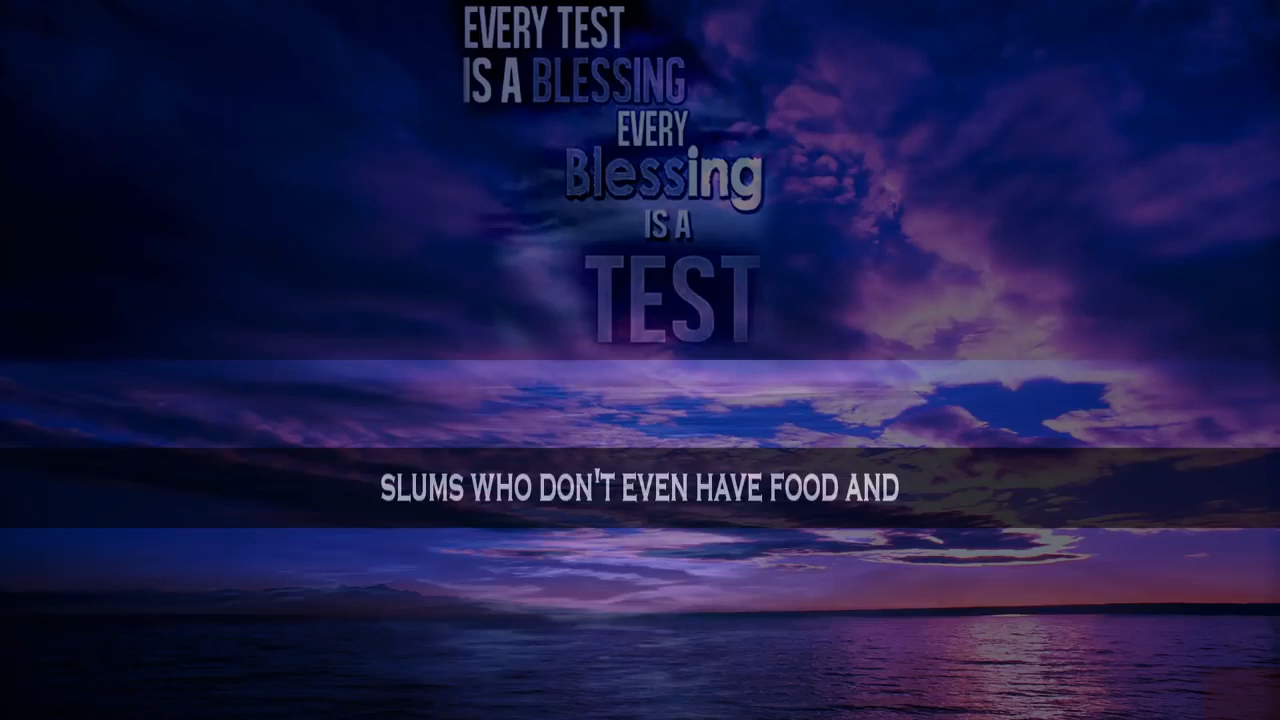 EVERY TEST
IS A BLESSING
EVERY
Blessing
IS A
TEST
SLUMS WHO DON'T EVEN HAVE FOOD AND